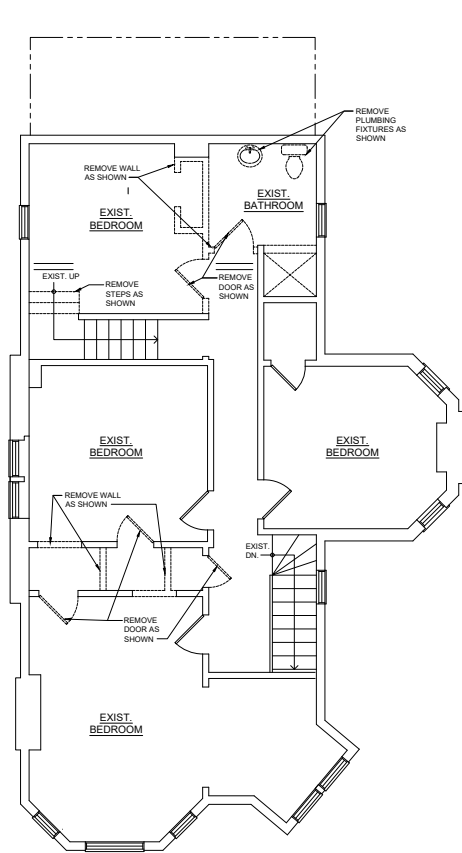 REMOVE
PLUMBING
FIXTURES AS
SHOWN
REMOVE WALL
AS SHOWN
EXIST.
BATHROOM
EXIST.
BEDROOM
EXIST. UP
REMOVE
STEPS AS
SHOWN
REMOVE
DOOR AS
SHOWN
EXIST.
BEDROOM
EXIST.
BEDROOM
REMOVE WALL
AS SHOWN
EXIST.
DN.
REMOVE
DOOR AS
SHOWN
EXIST.
BEDROOM